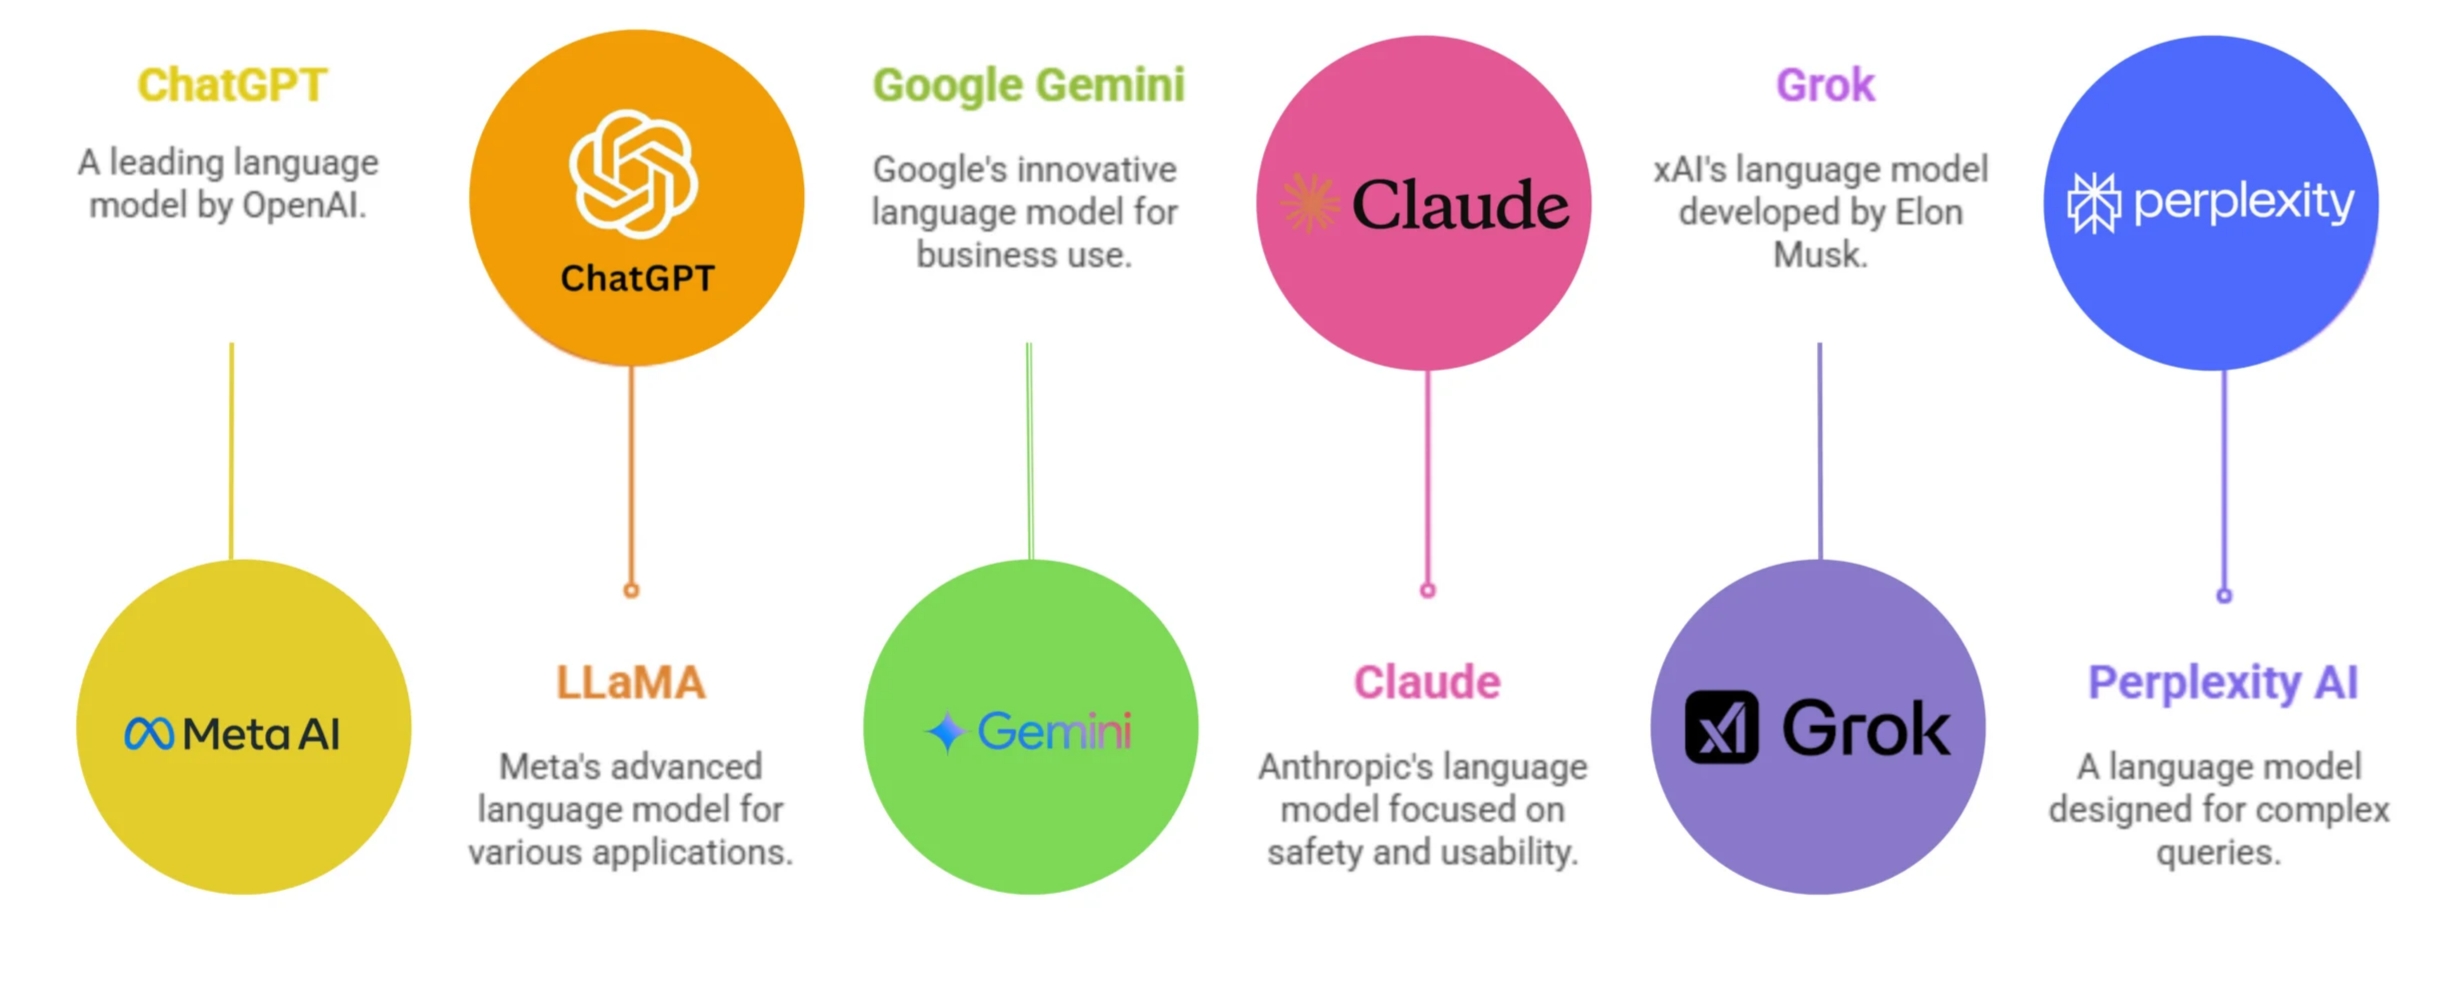 ChatGPT
A leading language
model by OpenAI.
Meta AI
ChatGPT
LLaMA
Meta's advanced
language model for
various applications.
Google Gemini
Google's innovative
language model for
business use.
Gemini
Claude
Claude
Anthropic's language
model focused on
safety and usability.
Grok
xAI's language model
developed by Elon
Musk.
xI Grok
perplexity
Perplexity AI
A language model
designed for complex
queries.